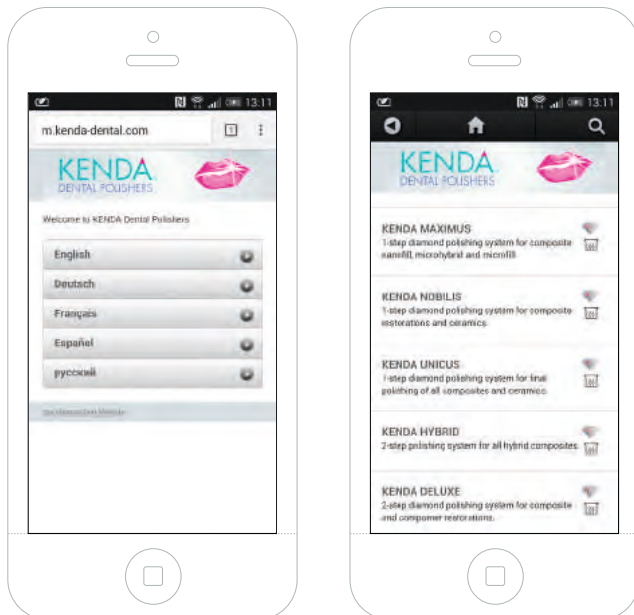 13:11
m.kenda-dental.com
1
KENDA
DENTAL POLISHERS
Welcome to KENDA Dental Polishers
English
Deutsch
Français
Español
русский
13:11
KENDA
DENTAL POLISHERS
KENDA MAXIMUS
1-step diamond polishing system for composite
nanofill, microhybrid and microfill.
KENDA NOBILIS
1-step diamond polishing system for composite
restorations and ceramics.
KENDA UNICUS
1-step diamond polishing system for final
polishing of all composites and ceramics.
KENDA HYBRID
2-step polishing system for all hybrid composites.
KENDA DELUXE
2-step diamond polishing system for composite
and compomer restorations.